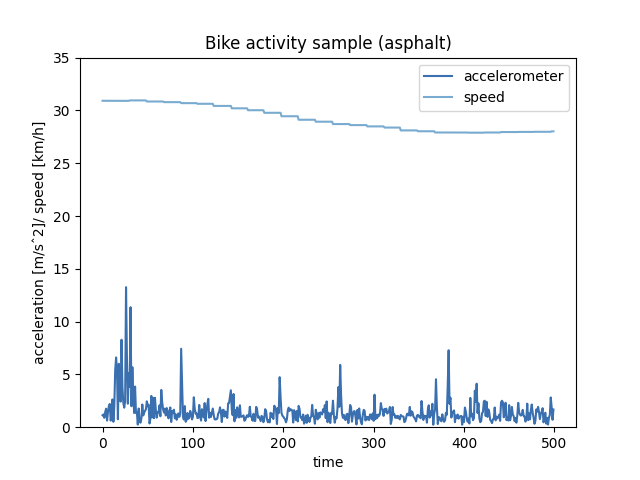 Bike activity sample (asphalt)
accelerometer
speed
acceleration [m/sˆ2]/ speed [km/h]
35
30
25
20
15
10
5
0
0 100 200 300 400 500
time